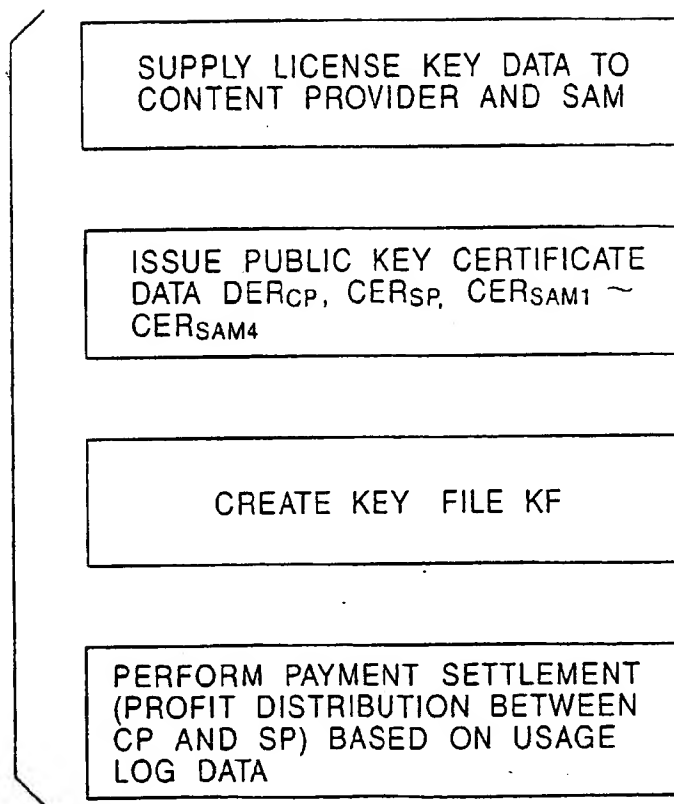 SUPPLY LICENSE KEY DATA TO
CONTENT PROVIDER AND SAM
ISSUE PUBLIC KEY CERTIFICATE
DATA DERCP, CERSP, CERSAM1 ~
CERSAM4
CREATE KEY FILE KF
PERFORM PAYMENT SETTLEMENT
(PROFIT DISTRIBUTION BETWEEN
CP AND SP) BASED ON USAGE
LOG DATA